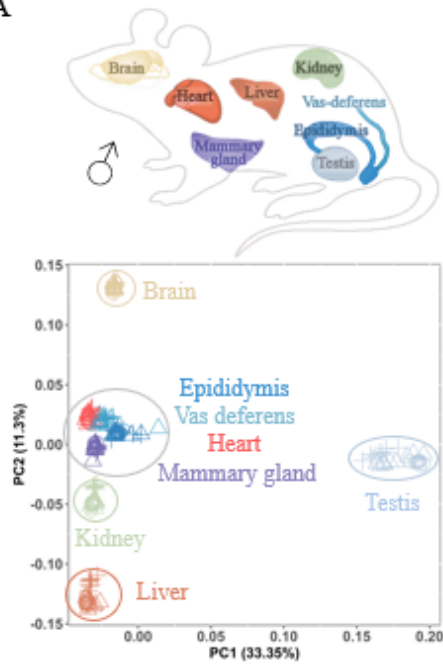 A
Brain
Heart
Liver
Kidney
Vas-deferens
Epididymis
Mammary
gland
Testis
♂
0.15
0.10
0.05
0.00
-0.05
-0.10
-0.15
PC2 (11.3%)
Brain
Epididymis
Vas deferens
Heart
Mammary gland
Testis
Kidney
Liver
0.00 0.05 0.10 0.15 0.20
PC1 (33.35%)